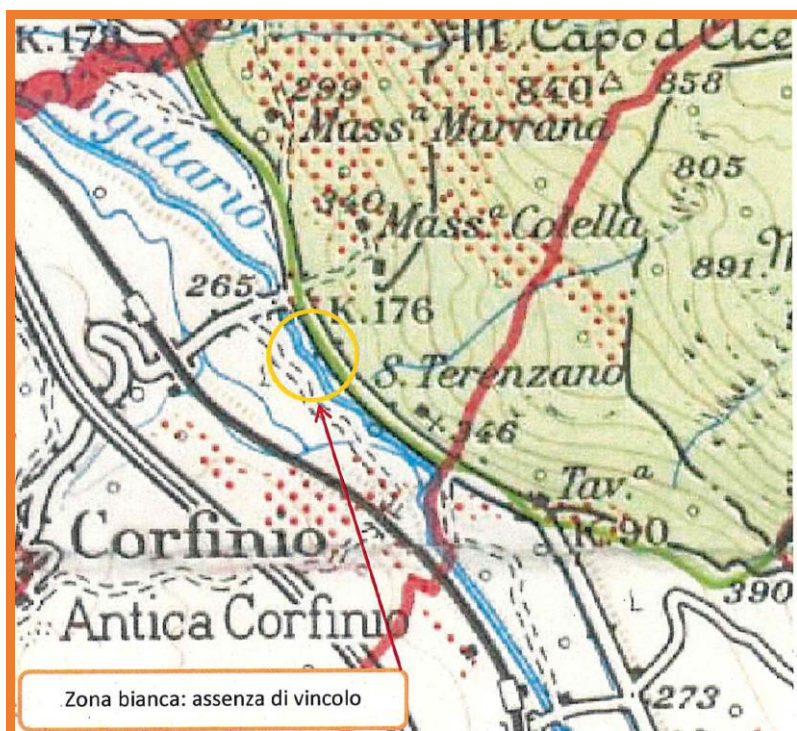 K.178
M. Capo d'Ace
299
840
858
Mass.ª Marrana
805
340
Mass.ª Colella
891
265
K.176
S. Terenzano
346
Tav.ª
K.90
Corfinio
390
L
Antica Corfinio
273
Zona bianca: assenza di vincolo